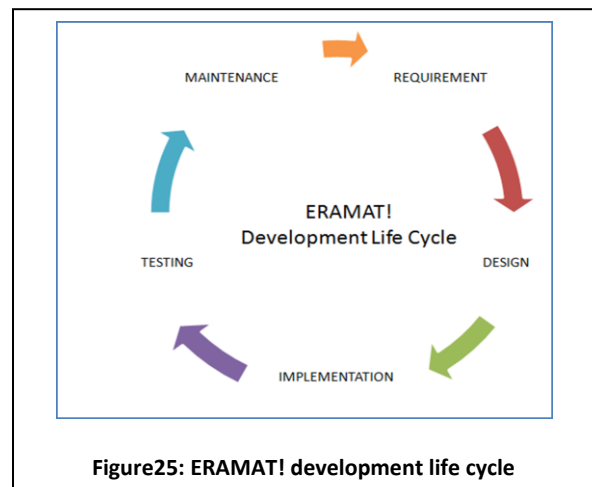 MAINTENANCE
REQUIREMENT
ERAMAT!
Development Life Cycle
TESTING
DESIGN
IMPLEMENTATION
Figure25: ERAMAT! development life cycle